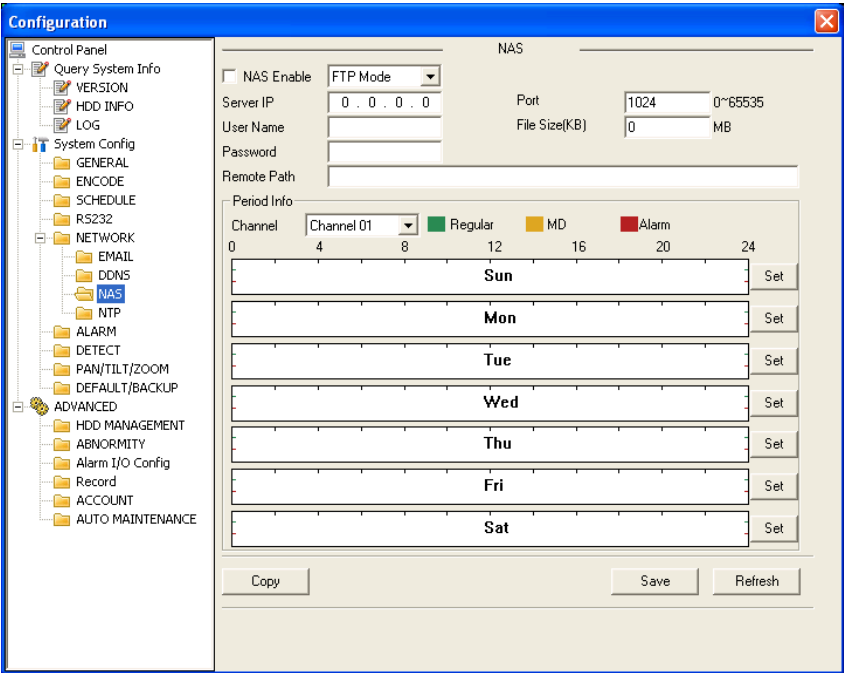 Configuration
Control Panel
Query System Info
VERSION
HDD INFO
LOG
System Config
GENERAL
ENCODE
SCHEDULE
RS232
NETWORK
EMAIL
DDNS
NAS
NTP
ALARM
DETECT
PAN/TILT/ZOOM
DEFAULT/BACKUP
ADVANCED
HDD MANAGEMENT
ABNORMITY
Alarm I/O Config
Record
ACCOUNT
AUTO MAINTENANCE
NAS
NAS Enable FTP Mode
Server IP 0 . 0 . 0 . 0 Port 1024 0~65535
User Name File Size(KB) 0 MB
Password
Remote Path
Period Info
Channel Channel 01 Regular MD Alarm
0 4 8 12 16 20 24
Sun Set
Mon Set
Tue Set
Wed Set
Thu Set
Fri Set
Sat Set
Copy Save Refresh